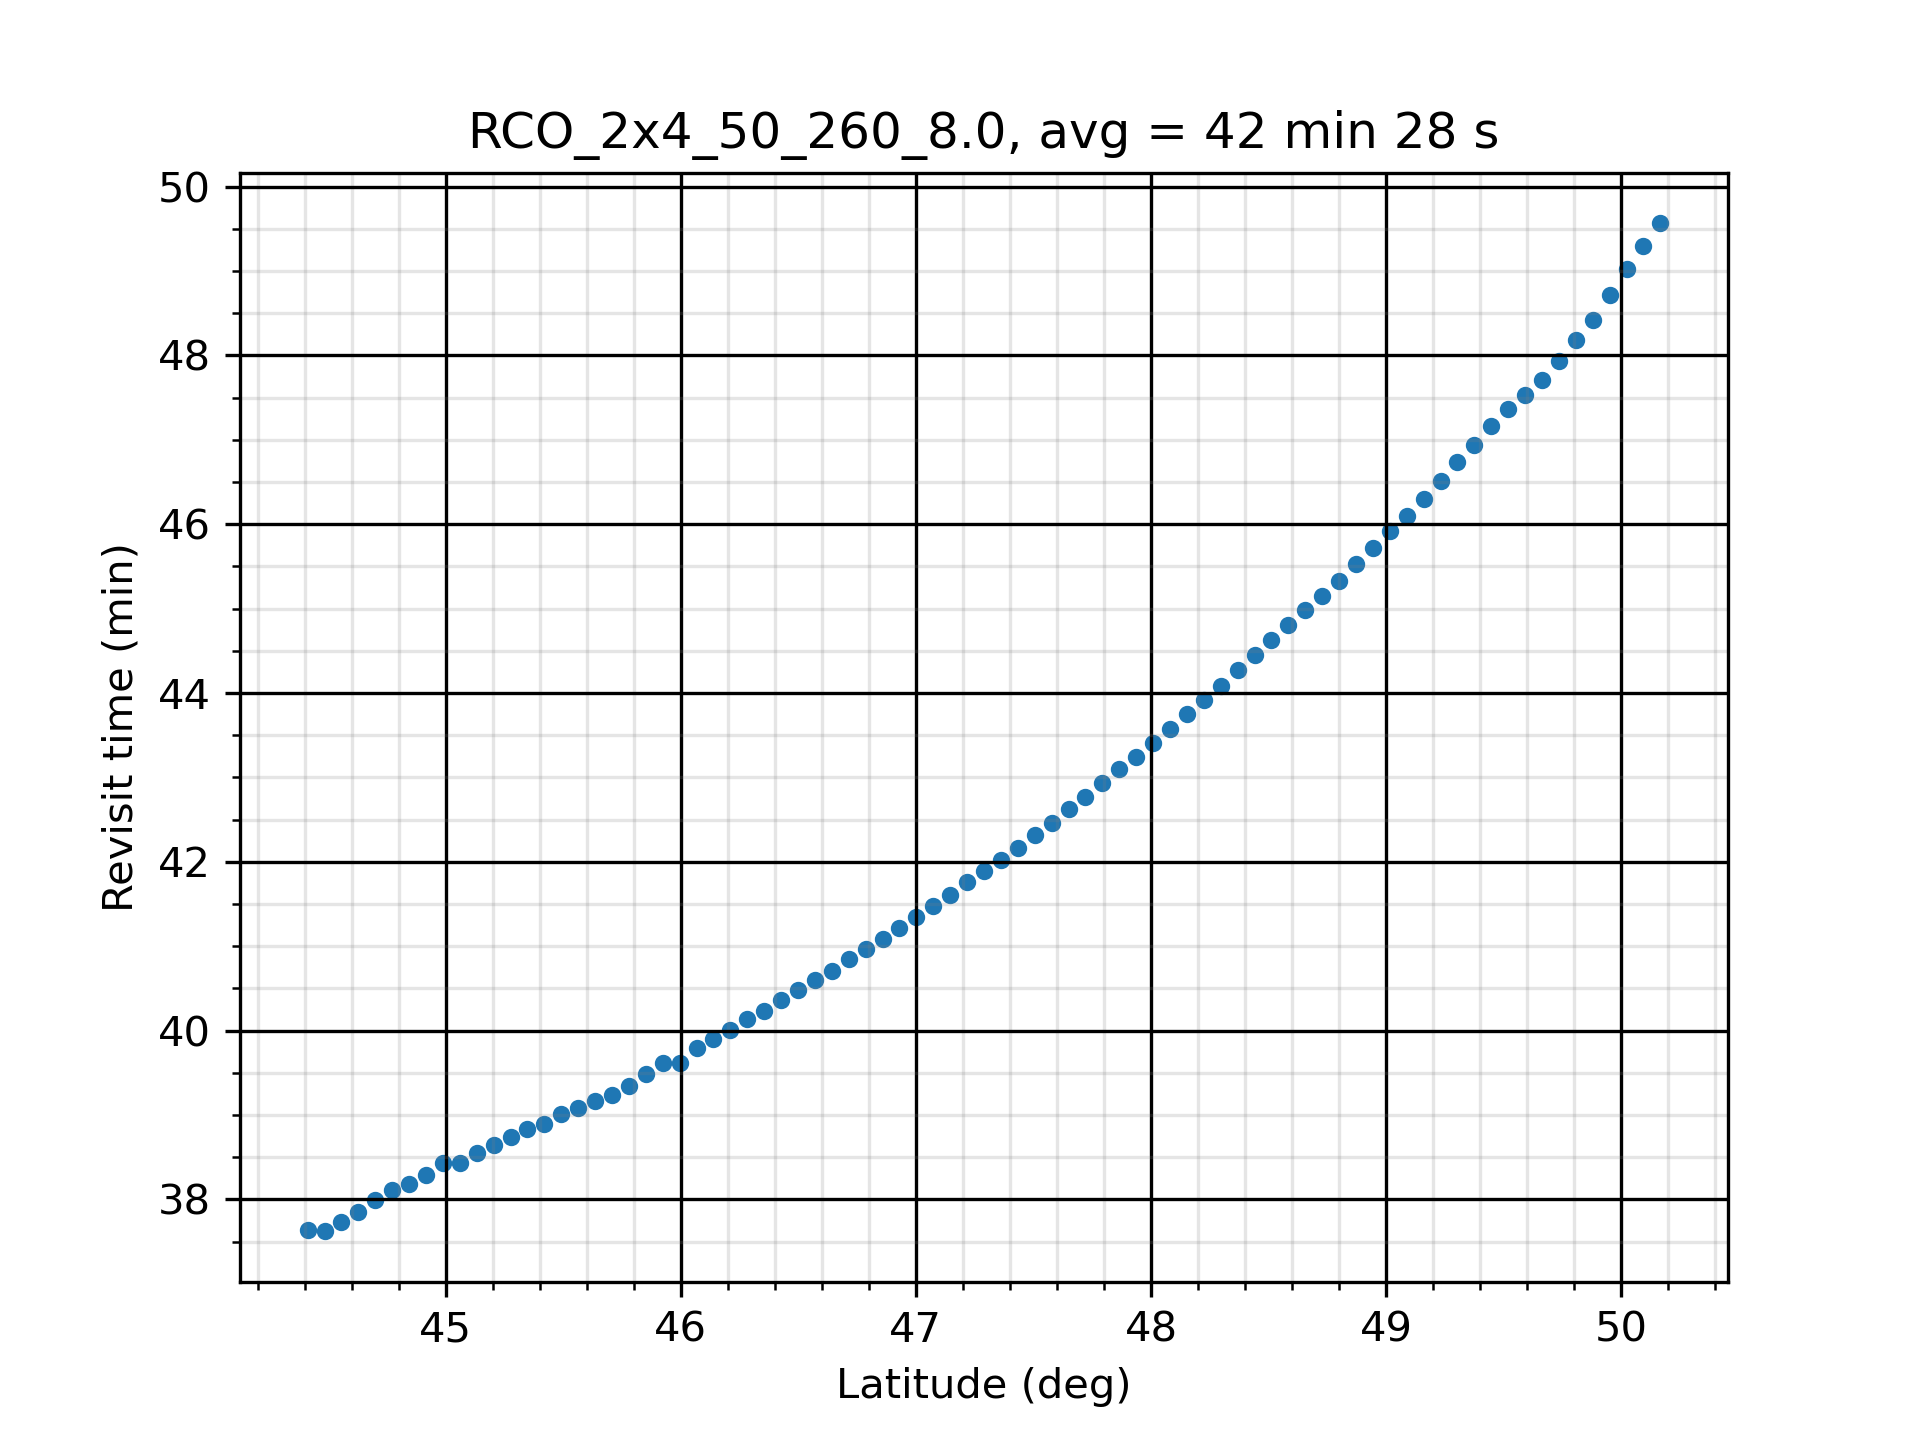 RCO_2x4_50_260_8.0, avg = 42 min 28 s
50
48
46
44
42
40
38
Revisit time (min)
45 46 47 48 49 50
Latitude (deg)